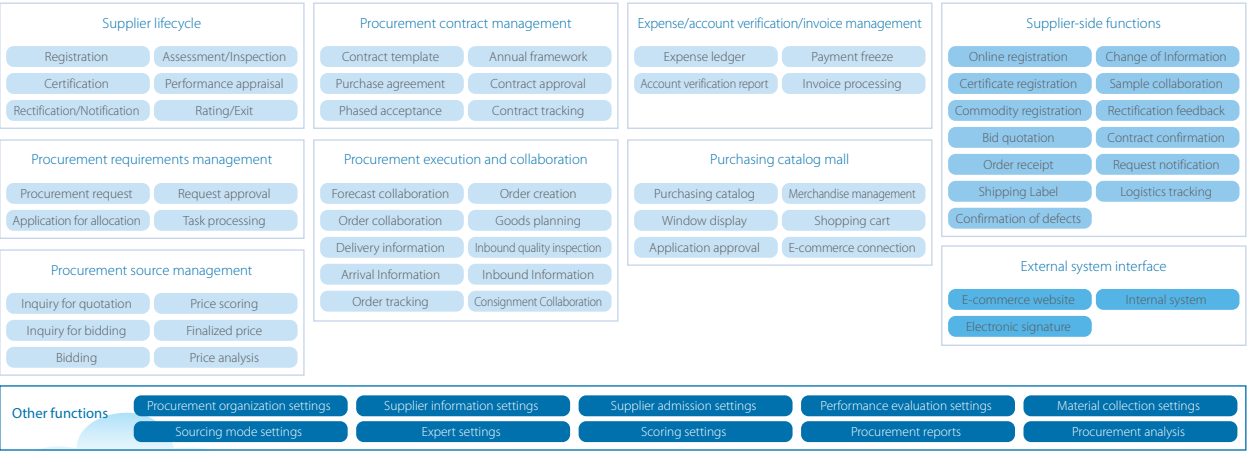 Supplier lifecycle
Registration
Assessment/Inspection
Certification
Performance appraisal
Rectification/Notification
Rating/Exit
Procurement contract management
Contract template
Annual framework
Purchase agreement
Contract approval
Phased acceptance
Contract tracking
Expense/account verification/invoice management
Expense ledger
Payment freeze
Account verification report
Invoice processing
Supplier-side functions
Online registration
Change of Information
Certificate registration
Sample collaboration
Commodity registration
Rectification feedback
Bid quotation
Contract confirmation
Order receipt
Request notification
Shipping Label
Logistics tracking
Confirmation of defects
Procurement requirements management
Procurement request
Request approval
Application for allocation
Task processing
Procurement execution and collaboration
Forecast collaboration
Order creation
Order collaboration
Goods planning
Delivery information
Inbound quality inspection
Arrival Information
Inbound Information
Order tracking
Consignment Collaboration
Purchasing catalog mall
Purchasing catalog
Merchandise management
Window display
Shopping cart
Application approval
E-commerce connection
Procurement source management
Inquiry for quotation
Price scoring
Inquiry for bidding
Finalized price
Bidding
Price analysis
External system interface
E-commerce website
Internal system
Electronic signature
Other functions
Procurement organization settings
Supplier information settings
Supplier admission settings
Performance evaluation settings
Material collection settings
Sourcing mode settings
Expert settings
Scoring settings
Procurement reports
Procurement analysis